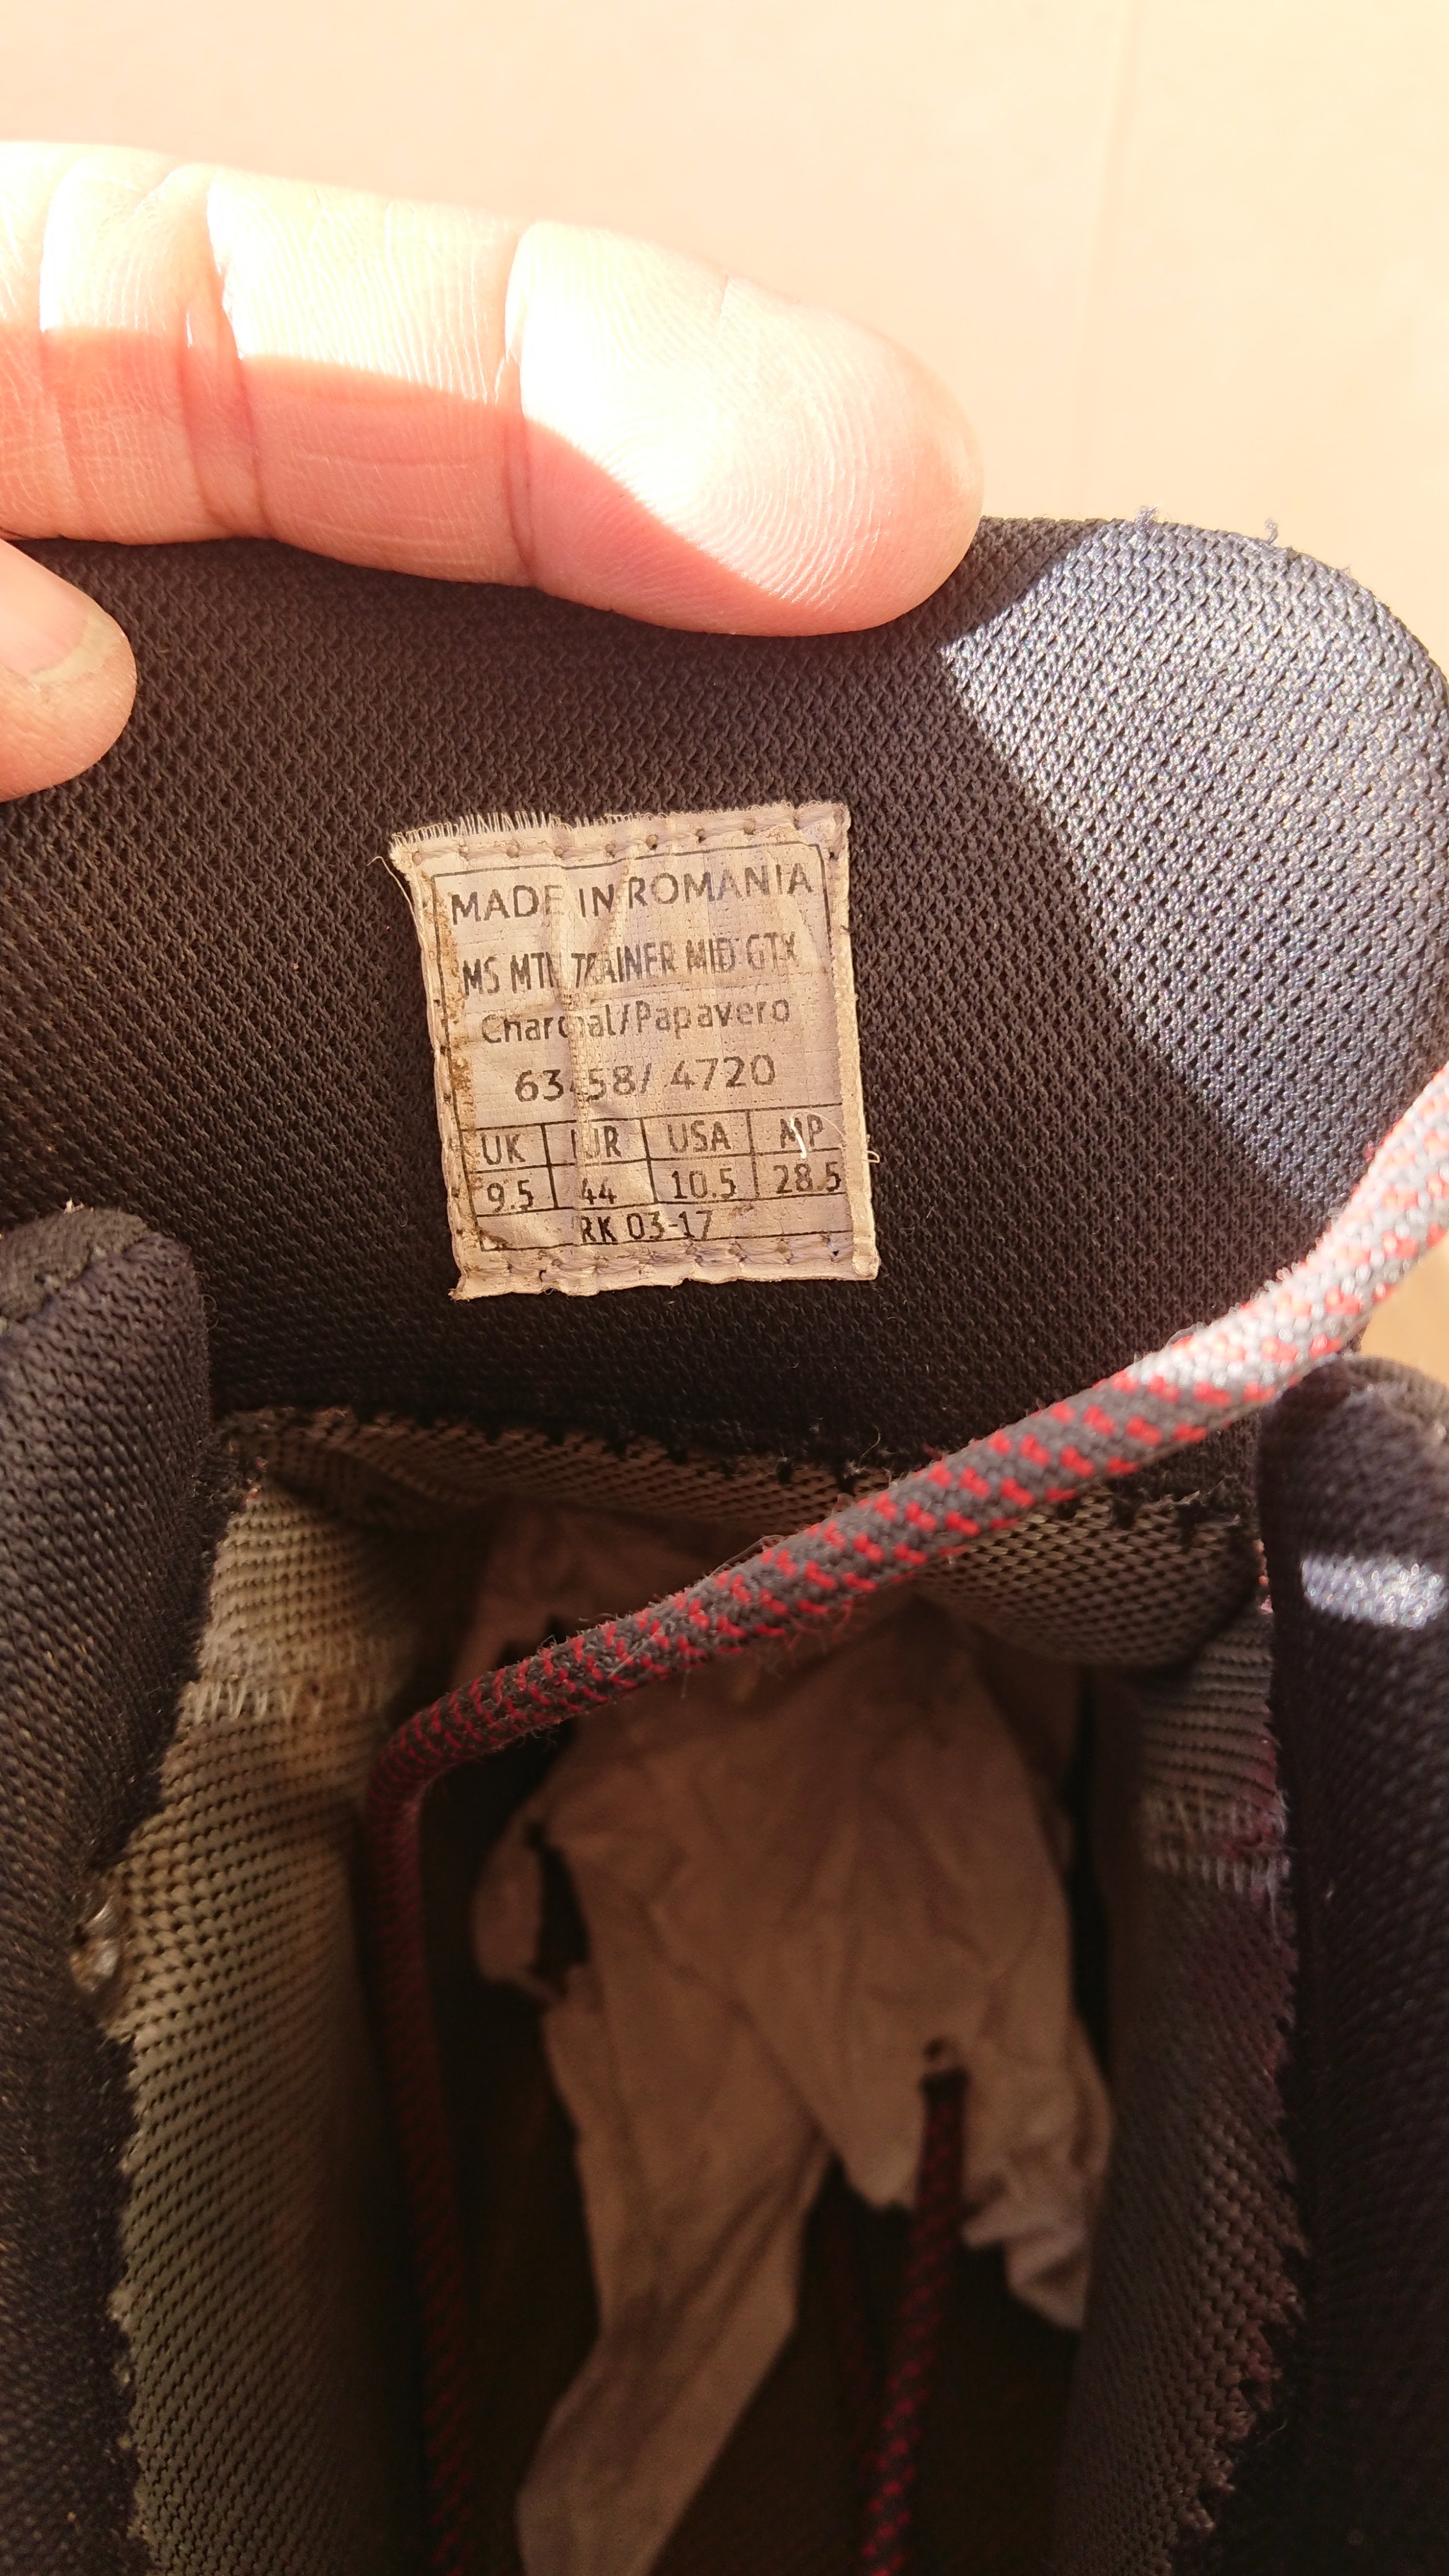 MADE IN ROMANIA
MS MTN TRAINER MID GTX
Charcoal/Papavero
63458/ 4720
UK EUR USA MP
9.5 44 10.5 28.5
RK 03-17